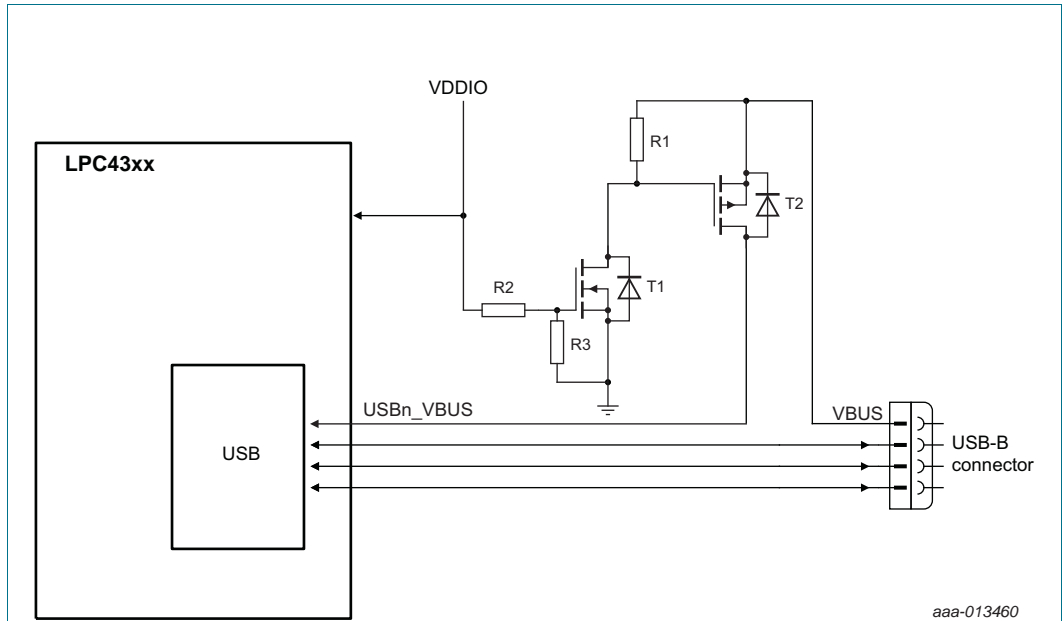 VDDIO
R1
LPC43xx
T2
R2
T1
R3
USBn_VBUS
VBUS
USB
USB-B
connector
aaa-013460